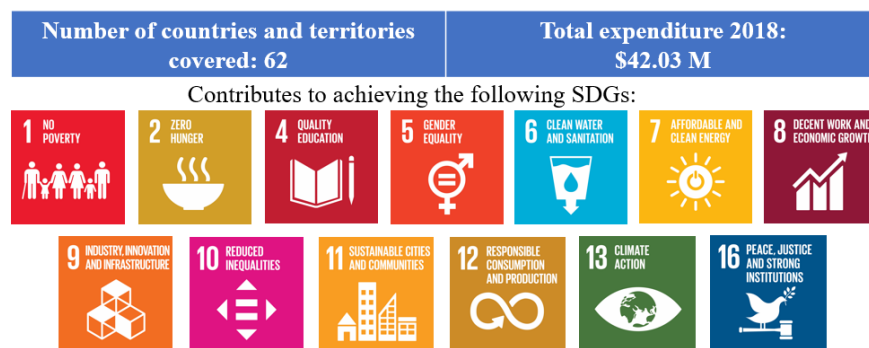 Number of countries and territories
covered: 62
Total expenditure 2018:
$42.03 M
Contributes to achieving the following SDGs:
1 NO
POVERTY
2 ZERO
HUNGER
4 QUALITY
EDUCATION
5 GENDER
EQUALITY
6 CLEAN WATER
AND SANITATION
7 AFFORDABLE AND
CLEAN ENERGY
8 DECENT WORK AND
ECONOMIC GROWTH
9 INDUSTRY, INNOVATION
AND INFRASTRUCTURE
10 REDUCED
INEQUALITIES
11 SUSTAINABLE CITIES
AND COMMUNITIES
12 RESPONSIBLE
CONSUMPTION
AND PRODUCTION
13 CLIMATE
ACTION
16 PEACE, JUSTICE
AND STRONG
INSTITUTIONS